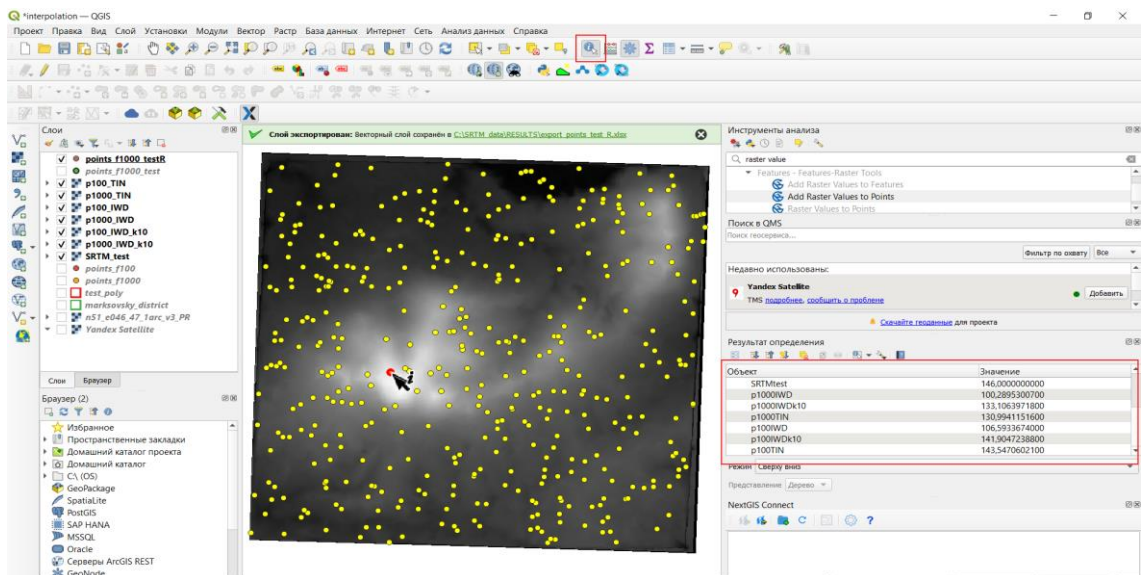 *interpolation — QGIS
Проект Правка Вид Слой Установки Модули Вектор Растр База данных Интернет Сеть Анализ данных Справка
Слой экспортирован: Векторный слой сохранён в C:\SRTM_data\RESULTS\export_points_test_R.xlsx
Слои
points_f1000_testR
points_f1000_test
p100_TIN
p1000_TIN
p100_IWD
p1000_IWD
p100_IWD_k10
p1000_IWD_k10
SRTM_test
points_f100
points_f1000
test_poly
marksovsky_district
n51_e046_47_1arc_v3_PR
Yandex Satellite
Слои Браузер
Браузер (2)
Избранное
Пространственные закладки
Домашний каталог проекта
Домашний каталог
C:\ (OS)
GeoPackage
SpatiaLite
PostGIS
SAP HANA
MSSQL
Oracle
Серверы ArcGIS REST
GeoNode
Инструменты анализа
raster value
Features - Features-Raster Tools
Add Raster Values to Features
Add Raster Values to Points
Raster Values to Points
Поиск в QMS
Поиск геосервиса...
Фильтр по охвату Все
Недавно использованы:
Yandex Satellite
TMS подробнее, сообщить о проблеме
Добавить
Скачайте геоданные для проекта
Результат определения
Объект Значение
SRTMtest 146,0000000000
p1000IWD 100,2895300700
p1000IWDk10 133,1063971800
p1000TIN 130,9941151600
p100IWD 106,5933674000
p100IWDk10 141,9047238800
p100TIN 143,5470602100
Режим Сверху вниз
Представление Дерево
NextGIS Connect